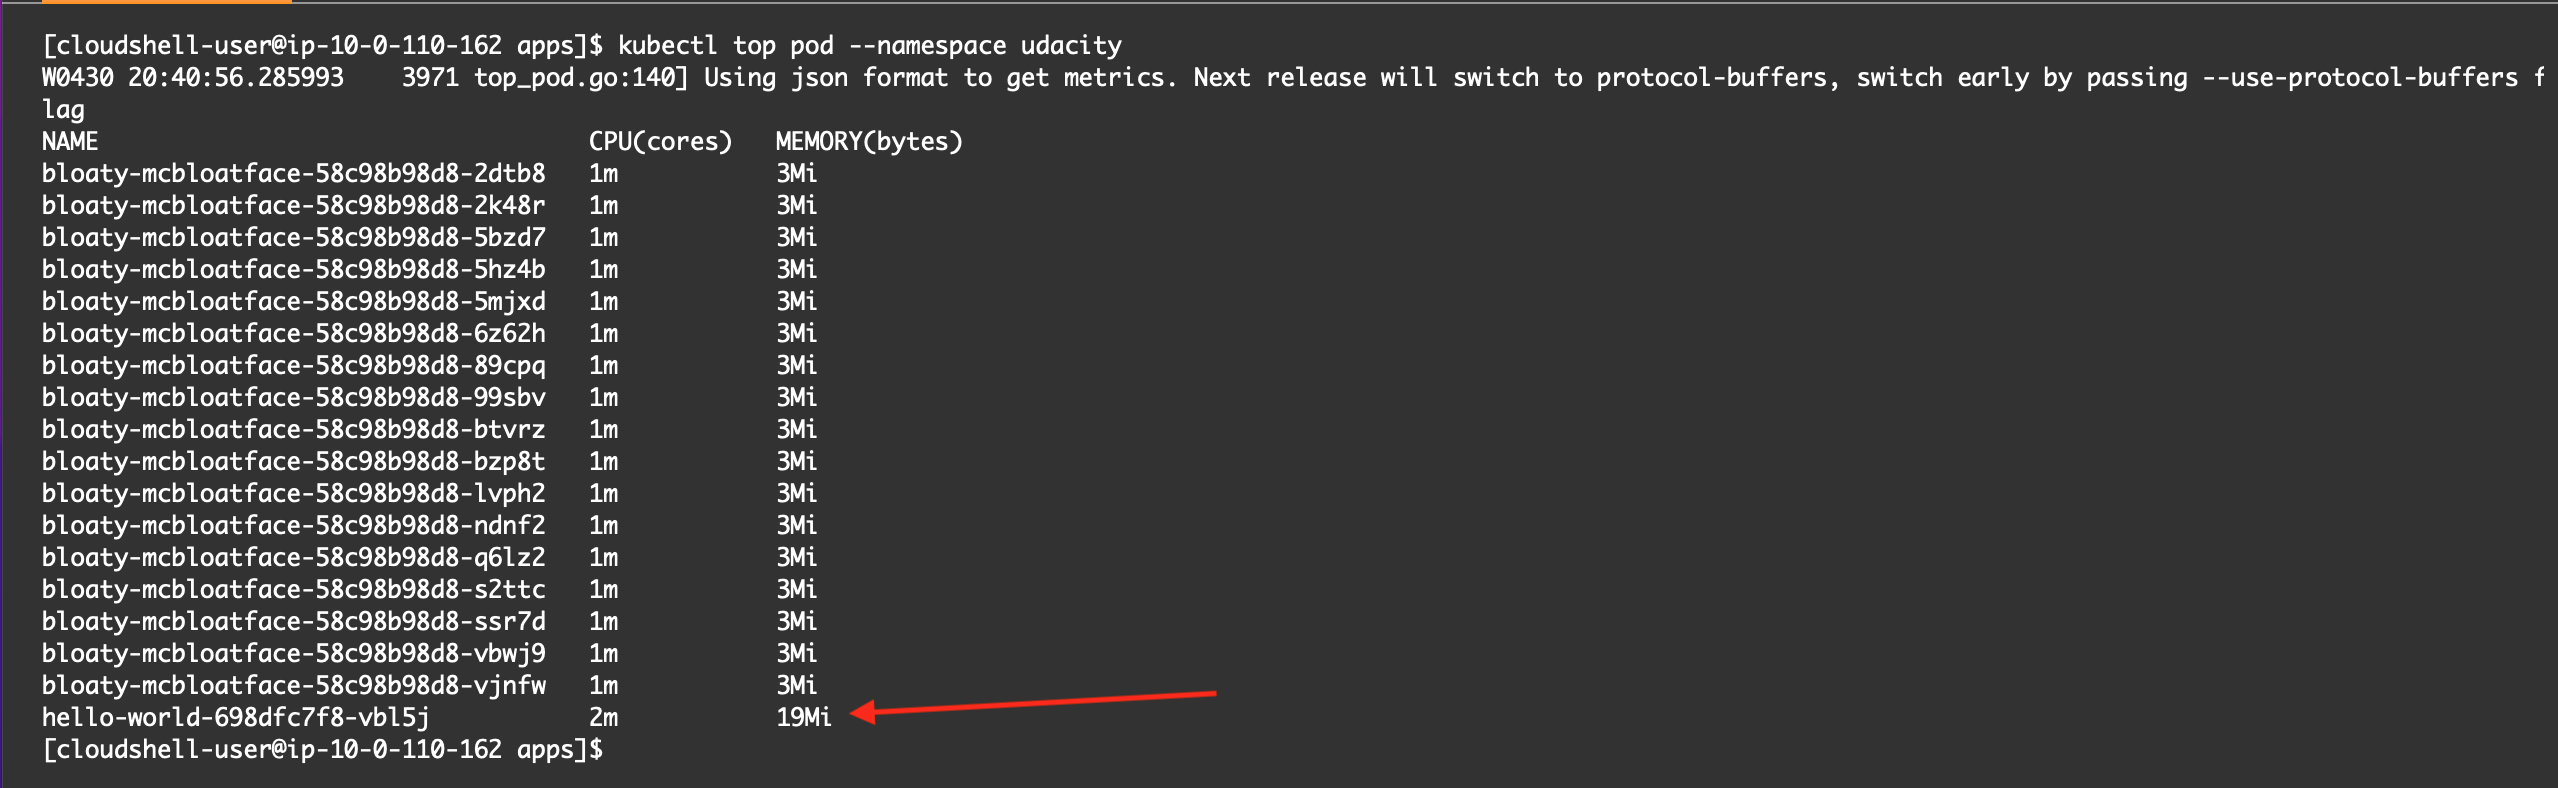 [cloudshell-user@ip-10-0-110-162 apps]$ kubectl top pod --namespace udacity
W0430 20:40:56.285993    3971 top_pod.go:140] Using json format to get metrics. Next release will switch to protocol-buffers, switch early by passing --use-protocol-buffers f
lag
NAME                                  CPU(cores)   MEMORY(bytes)
bloaty-mcbloatface-58c98b98d8-2dtb8   1m           3Mi
bloaty-mcbloatface-58c98b98d8-2k48r   1m           3Mi
bloaty-mcbloatface-58c98b98d8-5bzd7   1m           3Mi
bloaty-mcbloatface-58c98b98d8-5hz4b   1m           3Mi
bloaty-mcbloatface-58c98b98d8-5mjxd   1m           3Mi
bloaty-mcbloatface-58c98b98d8-6z62h   1m           3Mi
bloaty-mcbloatface-58c98b98d8-89cpq   1m           3Mi
bloaty-mcbloatface-58c98b98d8-99sbv   1m           3Mi
bloaty-mcbloatface-58c98b98d8-btvrz   1m           3Mi
bloaty-mcbloatface-58c98b98d8-bzp8t   1m           3Mi
bloaty-mcbloatface-58c98b98d8-lvph2   1m           3Mi
bloaty-mcbloatface-58c98b98d8-ndnf2   1m           3Mi
bloaty-mcbloatface-58c98b98d8-q6lz2   1m           3Mi
bloaty-mcbloatface-58c98b98d8-s2ttc   1m           3Mi
bloaty-mcbloatface-58c98b98d8-ssr7d   1m           3Mi
bloaty-mcbloatface-58c98b98d8-vbwj9   1m           3Mi
bloaty-mcbloatface-58c98b98d8-vjnfw   1m           3Mi
hello-world-698dfc7f8-vbl5j           2m           19Mi
[cloudshell-user@ip-10-0-110-162 apps]$